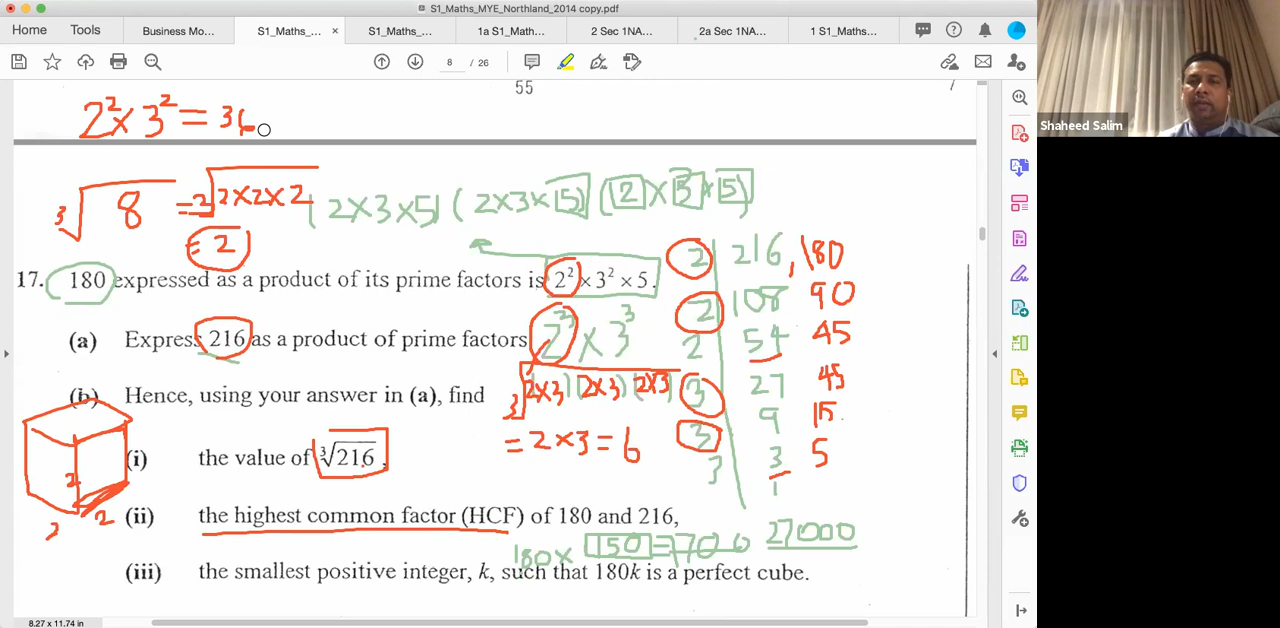 S1_Maths_MYE_Northland_2014 copy.pdf
Home Tools Business Mo... S1_Maths_... × S1_Maths_... 1a S1_Maths... 2 Sec 1NA... 2a Sec 1NA... 1 S1_Maths...
8 / 26
Shaheed Salim
55 7
2² × 3² = 36
∛8 = ∛2×2×2 (2×3×5) (2×3×5) (2×3×5)
= 2
2 216, 180
17. 180 expressed as a product of its prime factors is 2² × 3² × 5.
2 108 90
(a) Express 216 as a product of prime factors 2³ × 3³
2 54 45
(b) Hence, using your answer in (a), find ∛(2×3)(2×3)(2×3)
3 27 45
3 9 15
= 2 × 3 = 6
3 3 5
1
(i) the value of ∛216,
2 2 2
(ii) the highest common factor (HCF) of 180 and 216,
180 × 150 = 27000
(iii) the smallest positive integer, k, such that 180k is a perfect cube.
8.27 x 11.74 in